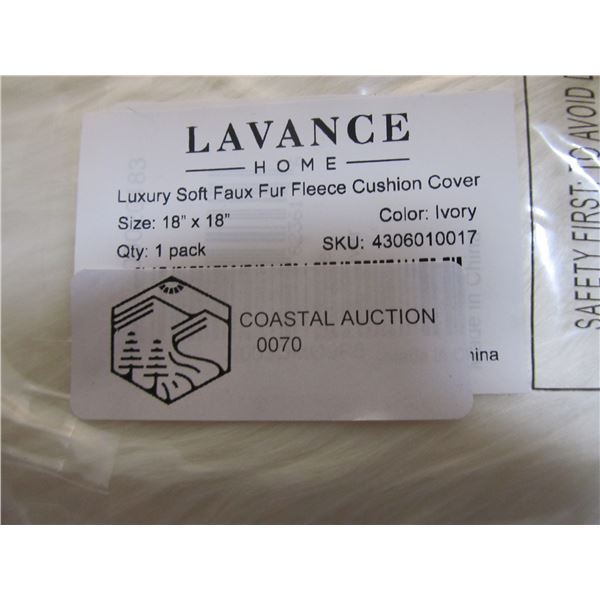 LAVANCE
HOME
Luxury Soft Faux Fur Fleece Cushion Cover
Size: 18" x 18"
Color: Ivory
Qty: 1 pack
SKU: 4306010017
COASTAL AUCTION
0070
China
SAFETY FIRST: TO AVOID